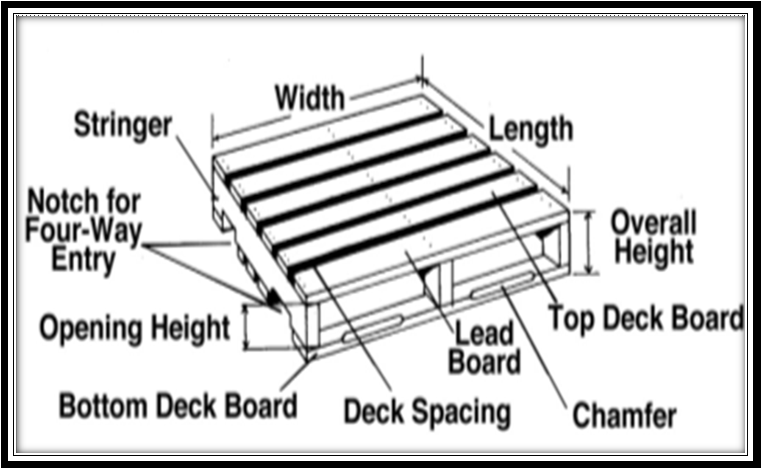 Width
Stringer
Length
Notch for
Four-Way
Entry
Overall
Height
Opening Height
Top Deck Board
Lead
Board
Bottom Deck Board
Deck Spacing
Chamfer